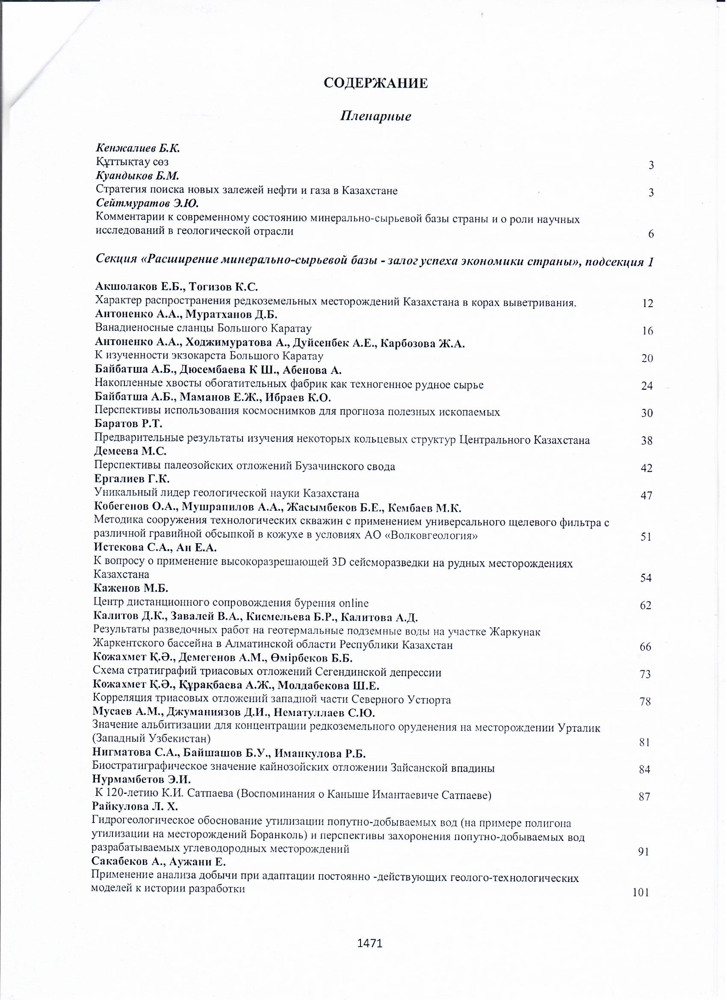 СОДЕРЖАНИЕ
Пленарные
Кенжалиев Б.К.
Құттықтау сөз 3
Куандыков Б.М.
Стратегия поиска новых залежей нефти и газа в Казахстане 3
Сейтмуратов Э.Ю.
Комментарии к современному состоянию минерально-сырьевой базы страны и о роли научных
исследований в геологической отрасли 6
Секция «Расширение минерально-сырьевой базы - залог успеха экономики страны», подсекция 1
Акшолаков Е.Б., Тогизов К.С.
Характер распространения редкоземельных месторождений Казахстана в корах выветривания. 12
Антоненко А.А., Муратханов Д.Б.
Ванадиеносные сланцы Большого Каратау 16
Антоненко А.А., Ходжимуратова А., Дуйсенбек А.Е., Карбозова Ж.А.
К изученности экзокарста Большого Каратау 20
Байбатша А.Б., Дюсембаева К Ш., Абенова А.
Накопленные хвосты обогатительных фабрик как техногенное рудное сырье 24
Байбатша А.Б., Маманов Е.Ж., Ибраев К.О.
Перспективы использования космоснимков для прогноза полезных ископаемых 30
Баратов Р.Т.
Предварительные результаты изучения некоторых кольцевых структур Центрального Казахстана 38
Демеева М.С.
Перспективы палеозойских отложений Бузачинского свода 42
Ергалиев Г.К.
Уникальный лидер геологической науки Казахстана 47
Кобегенов О.А., Мушрапилов А.А., Жасымбеков Б.Е., Кембаев М.К.
Методика сооружения технологических скважин с применением универсального щелевого фильтра с
различной гравийной обсыпкой в кожухе в условиях АО «Волковгеология» 51
Истекова С.А., Ан Е.А.
К вопросу о применение высокоразрешающей 3D сейсморазведки на рудных месторождениях
Казахстана 54
Каженов М.Б.
Центр дистанционного сопровождения бурения online 62
Калитов Д.К., Завалей В.А., Кисмельева Б.Р., Калитова А.Д.
Результаты разведочных работ на геотермальные подземные воды на участке Жаркунак
Жаркентского бассейна в Алматинской области Республики Казахстан 66
Кожахмет Қ.Ә., Демегенов А.М., Өмірбеков Б.Б.
Схема стратиграфий триасовых отложений Сегендинской депрессии 73
Кожахмет Қ.Ә., Құрақбаева А.Ж., Молдабекова Ш.Е.
Корреляция триасовых отложений западной части Северного Устюрта 78
Мусаев А.М., Джуманиязов Д.И., Нематуллаев С.Ю.
Значение альбитизации для концентрации редкоземельного оруденения на месторождении Урталик
(Западный Узбекистан) 81
Нигматова С.А., Байшашов Б.У., Иманкулова Р.Б.
Биостратиграфическое значение кайнозойских отложении Зайсанской впадины 84
Нурмамбетов Э.И.
К 120-летию К.И. Сатпаева (Воспоминания о Каныше Имантаевиче Сатпаеве) 87
Райкулова Л. Х.
Гидрогеологическое обоснование утилизации попутно-добываемых вод (на примере полигона
утилизации на месторождений Боранколь) и перспективы захоронения попутно-добываемых вод
разрабатываемых углеводородных месторождений 91
Сакабеков А., Аужани Е.
Применение анализа добычи при адаптации постоянно -действующих геолого-технологических
моделей к истории разработки 101
1471